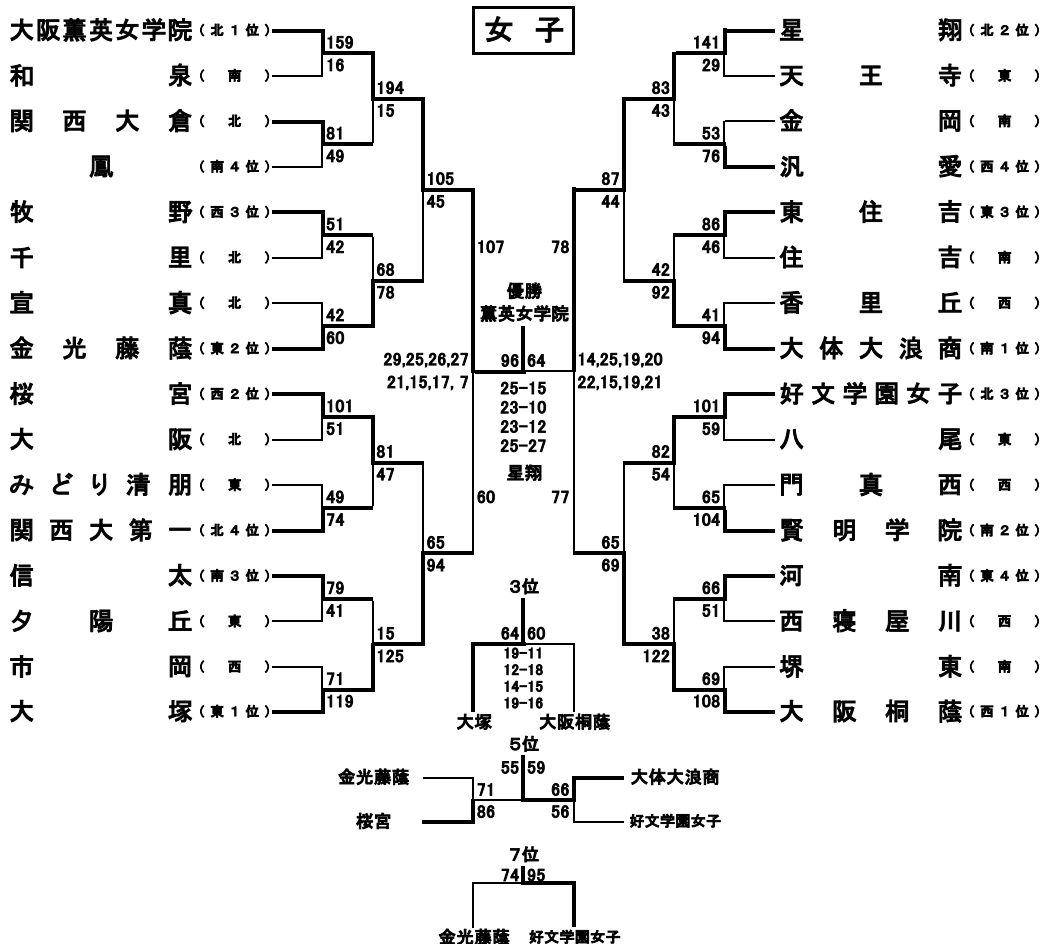 女 子
大阪薫英女学院 (北1位)
和泉 (南)
関西大倉 (北)
鳳 (南4位)
牧野 (西3位)
千里 (北)
宣真 (北)
金光藤蔭 (東2位)
桜宮 (西2位)
大阪 (北)
みどり清朋 (東)
関西大第一 (北4位)
信太 (南3位)
夕陽丘 (東)
市岡 (西)
大塚 (東1位)
159
16
81
49
51
42
42
60
101
51
49
74
79
41
71
119
194
15
68
78
81
47
15
125
105
45
65
94
107
60
29,25,26,27
21,15,17, 7
優勝
薫英女学院
96 64
25-15
23-10
23-12
25-27
星翔
78
77
14,25,19,20
22,15,19,21
87
44
65
69
83
43
42
92
82
54
38
122
141
29
53
76
86
46
41
94
101
59
65
104
66
51
69
108
星翔 (北2位)
天王寺 (東)
金岡 (南)
汎愛 (西4位)
東住吉 (東3位)
住吉 (南)
香里丘 (西)
大体大浪商 (南1位)
好文学園女子 (北3位)
八尾 (東)
門真西 (西)
賢明学院 (南2位)
河南 (東4位)
西寝屋川 (西)
堺東 (南)
大阪桐蔭 (西1位)
3位
64 60
19-11
12-18
14-15
19-16
大塚 大阪桐蔭
5位
55 59
金光藤蔭
71
86
桜宮
大体大浪商
66
56
好文学園女子
7位
74 95
金光藤蔭 好文学園女子